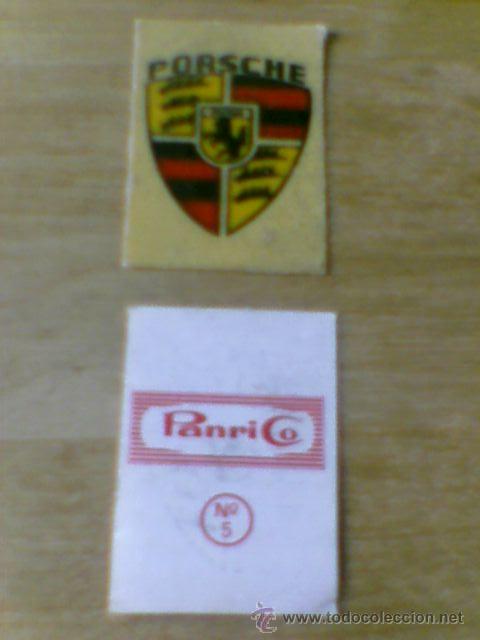 PORSCHE
PanriCo
Nº
5
www.todocoleccion.net